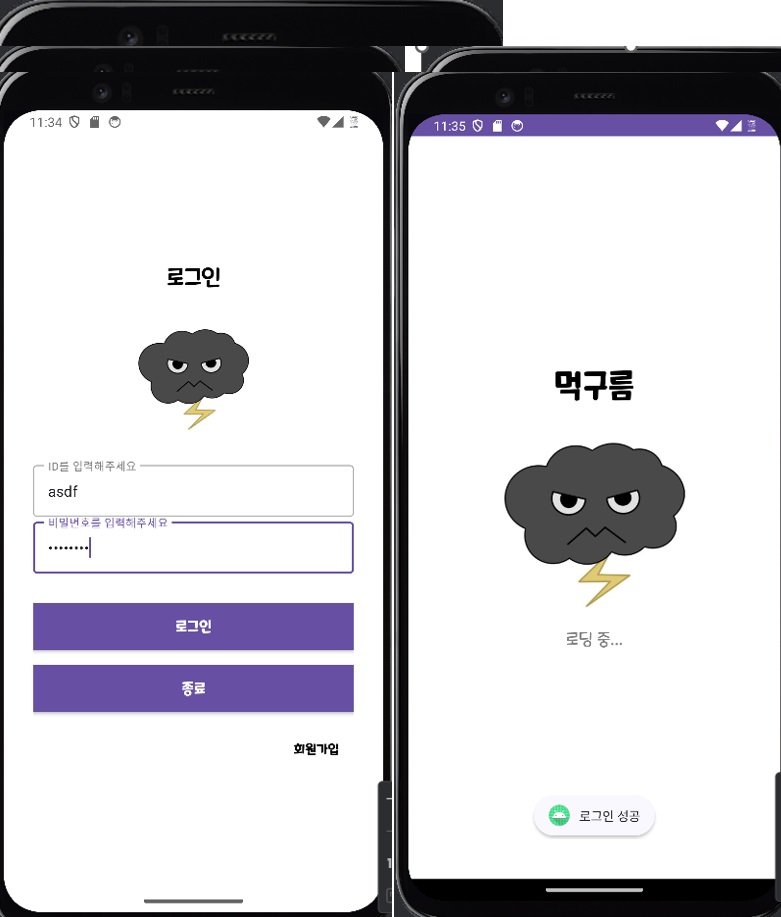 11:34
로그인
ID를 입력해주세요
asdf
비밀번호를 입력해주세요
••••••••
로그인
종료
회원가입
11:35
먹구름
로딩 중...
로그인 성공